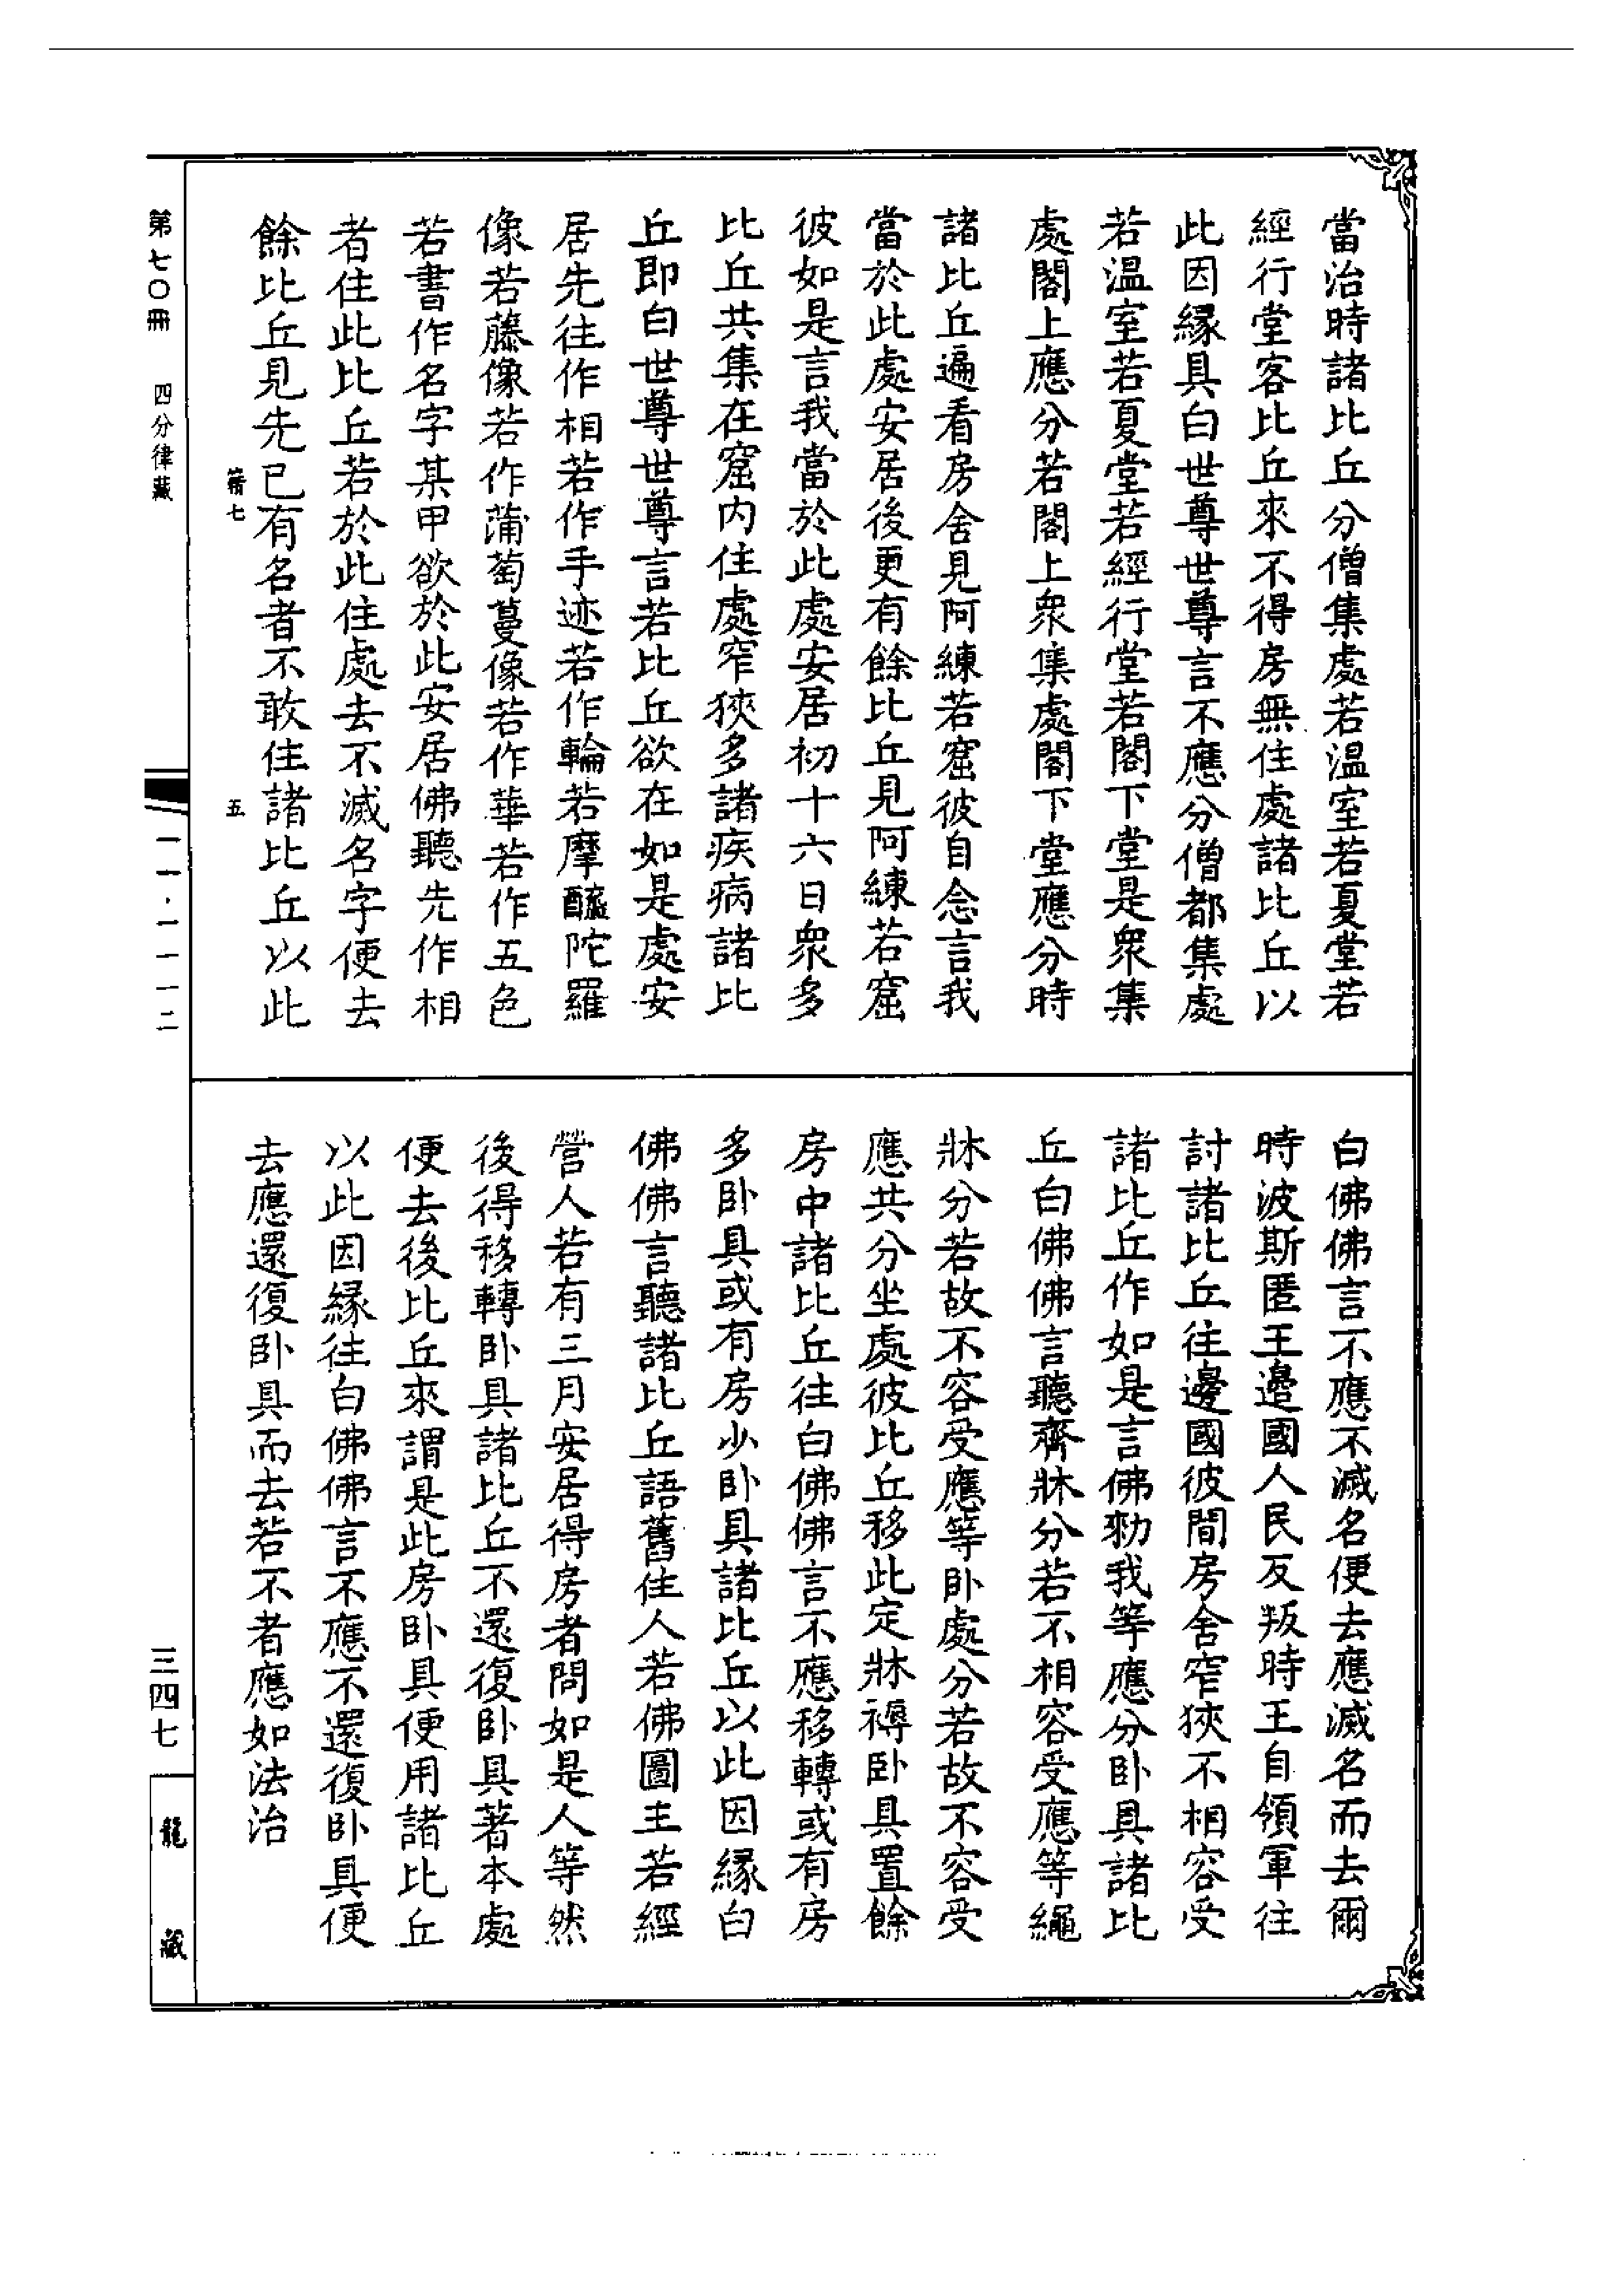 當治時諸比丘分僧集處若温室若夏堂若
經行堂客比丘來不得房無住處諸比丘以
此因緣具白世尊世尊言不應分僧都集處
若温室若夏堂若經行堂若閣下堂是衆集
處閣上應分若閣上衆集處閣下堂應分時
諸比丘遍看房舍見阿練若窟彼自念言我
當於此處安居後更有餘比丘見阿練若窟
彼如是言我當於此處安居初十六日衆多
比丘共集在窟内住處窄狹多諸疾病諸比
丘即白世尊世尊言若比丘欲在如是處安
居先往作相若作手迹若作輪若摩醯陀羅
像若藤像若作蒲萄蔓像若作華若作五色
若書作名字某甲欲於此安居佛聽先作相
者住此比丘若於此住處去不滅名字便去
餘比丘見先已有名者不敢住諸比丘以此
白佛佛言不應不滅名便去應滅名而去爾
時波斯匿王邊國人民反叛時王自領軍往
討諸比丘往邊國彼間房舍窄狹不相容受
諸比丘作如是言佛勑我等應分卧具諸比
丘白佛佛言聽齊牀分若不相容受應等繩
牀分若故不容受應等卧處分若故不容受
應共分坐處彼比丘移此定牀褥卧具置餘
房中諸比丘往白佛佛言不應移轉或有房
多卧具或有房少卧具諸比丘以此因緣白
佛佛言聽諸比丘語舊住人若佛圖主若經
營人若有三月安居得房者問如是人等然
後得移轉卧具諸比丘不還復卧具著本處
便去後比丘來謂是此房卧具便用諸比丘
以此因緣往白佛佛言不應不還復卧具便
去應還復卧具而去若不者應如法治
第七〇冊 四分律藏
籍七 五
一一·一一一二
三四七
龍藏